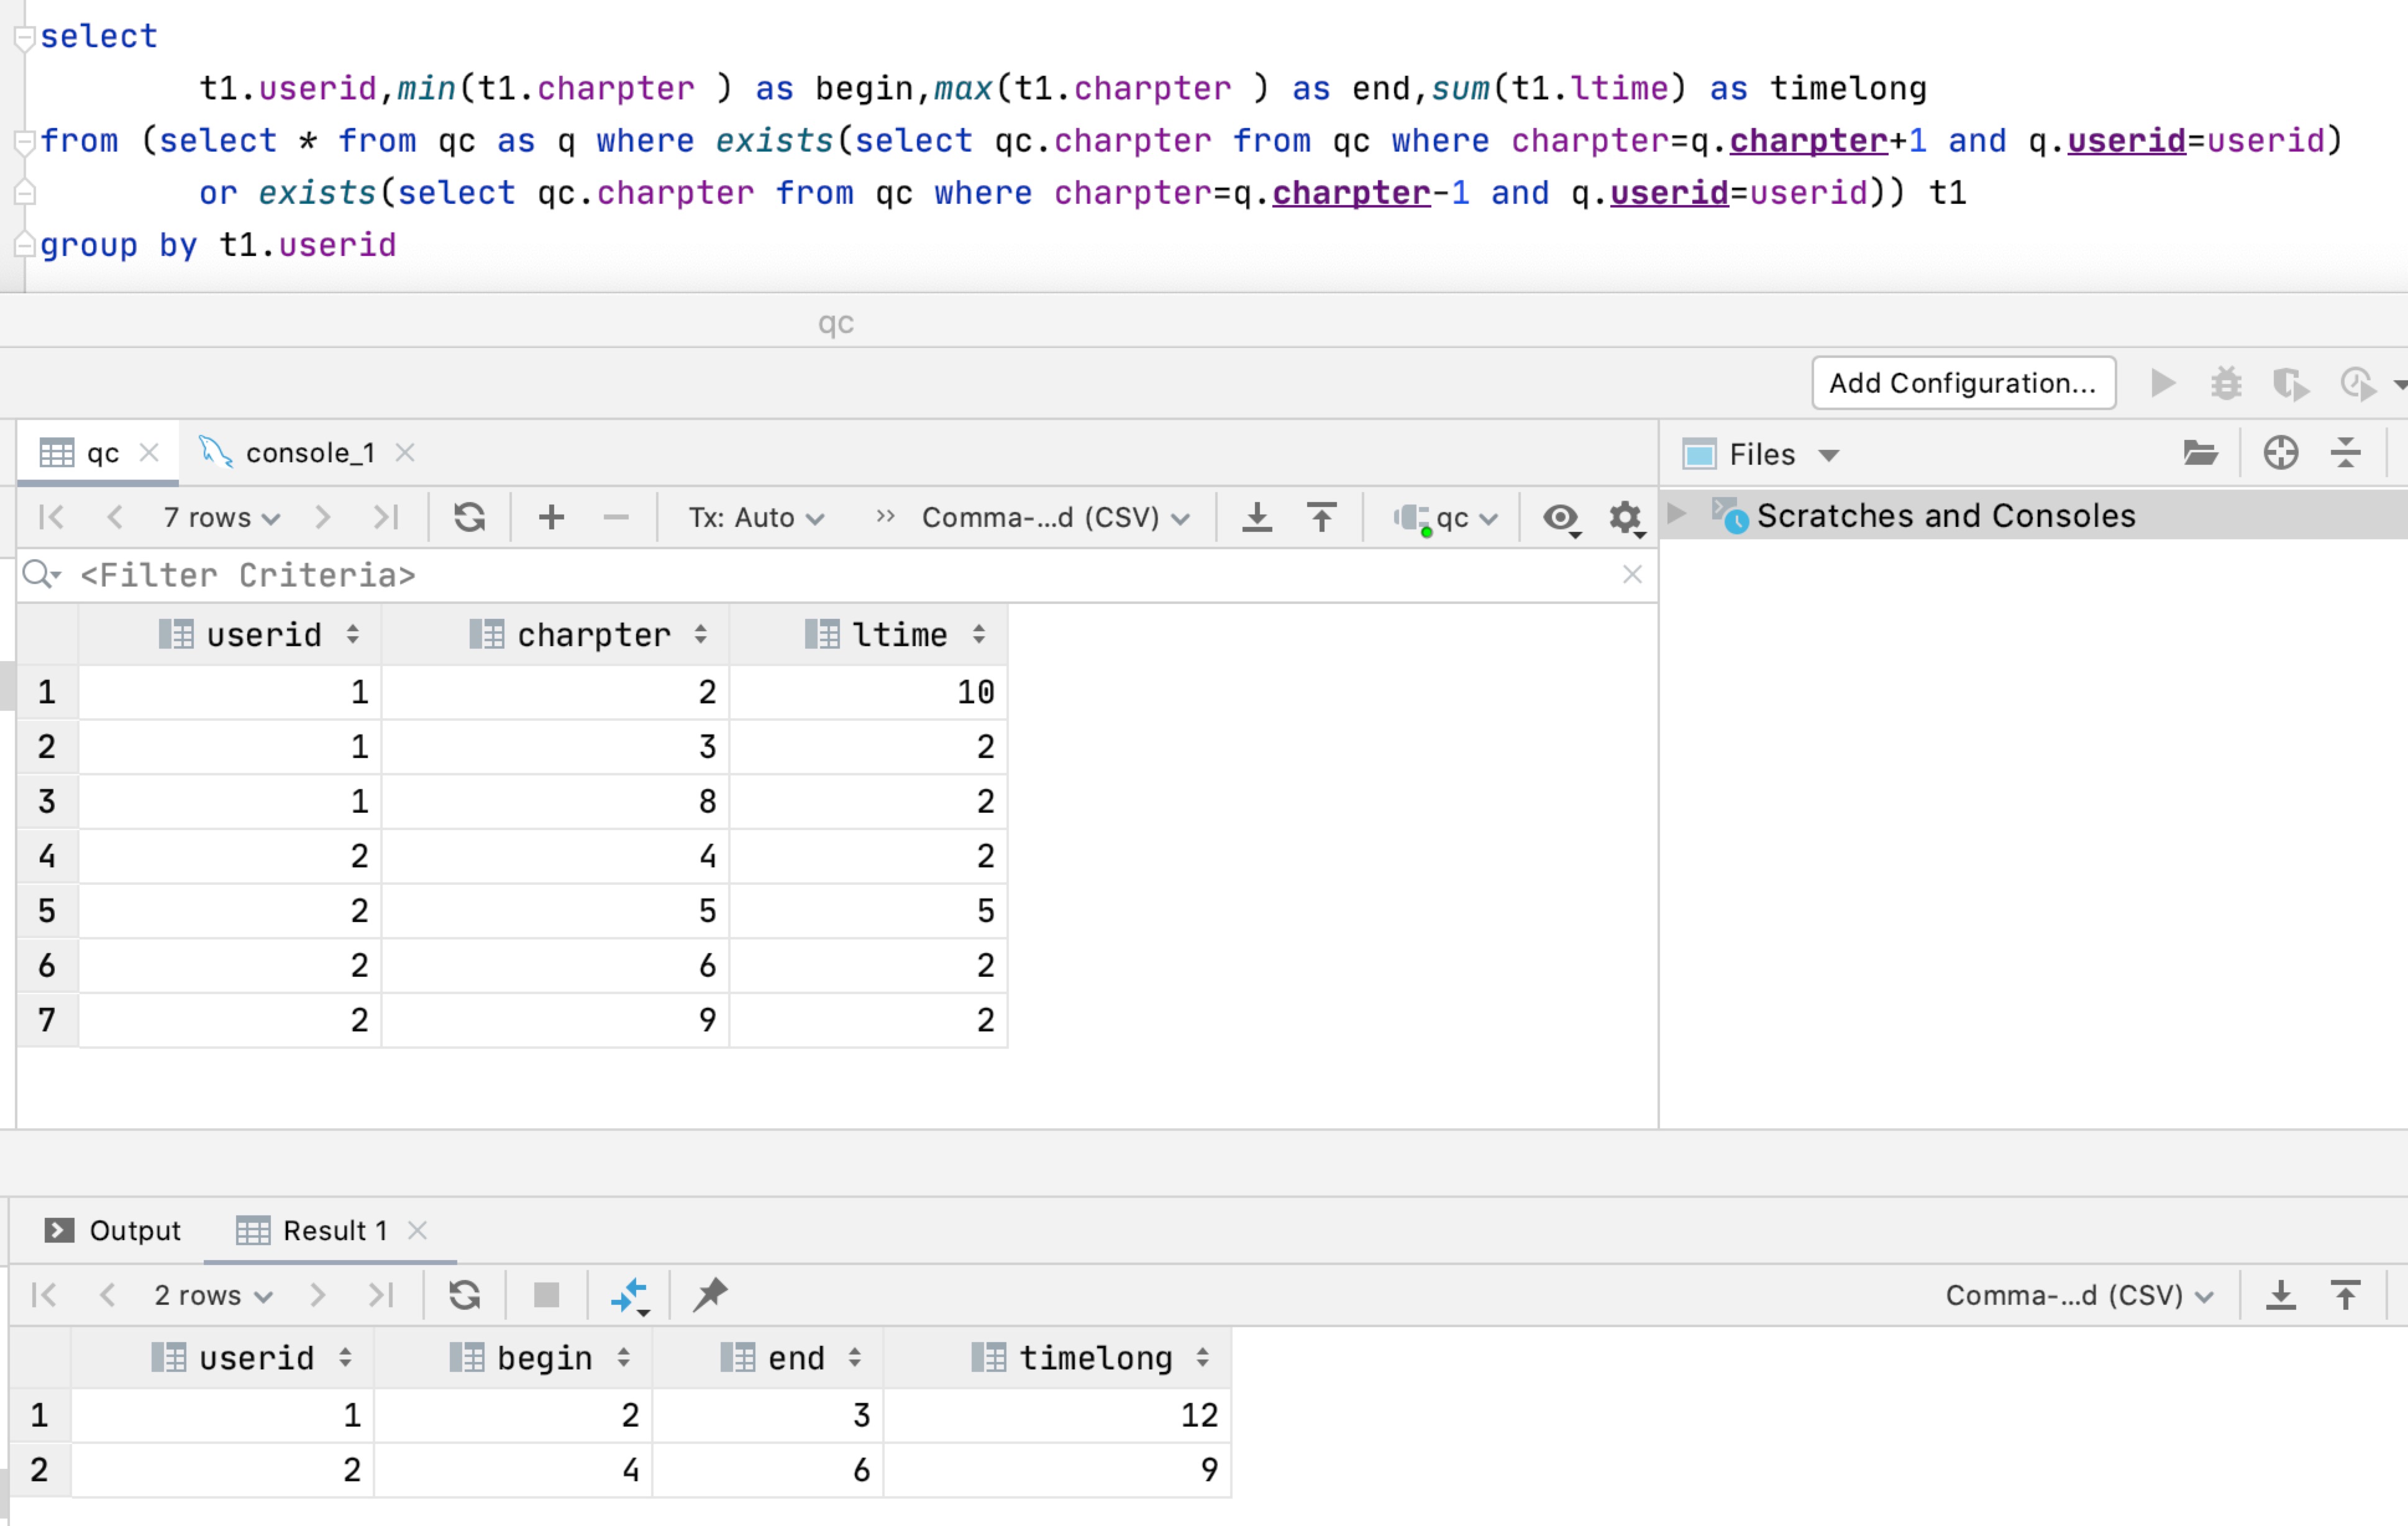 select
t1.userid,min(t1.charpter ) as begin,max(t1.charpter ) as end,sum(t1.ltime) as timelong
from (select * from qc as q where exists(select qc.charpter from qc where charpter=q.charpter+1 and q.userid=userid)
or exists(select qc.charpter from qc where charpter=q.charpter-1 and q.userid=userid)) t1
group by t1.userid
qc
Add Configuration...
qc console_1 Files
7 rows Tx: Auto Comma-...d (CSV) qc Scratches and Consoles
<Filter Criteria>
userid charpter ltime
1 1 2 10
2 1 3 2
3 1 8 2
4 2 4 2
5 2 5 5
6 2 6 2
7 2 9 2
Output Result 1
2 rows Comma-...d (CSV)
userid begin end timelong
1 1 2 3 12
2 2 4 6 9